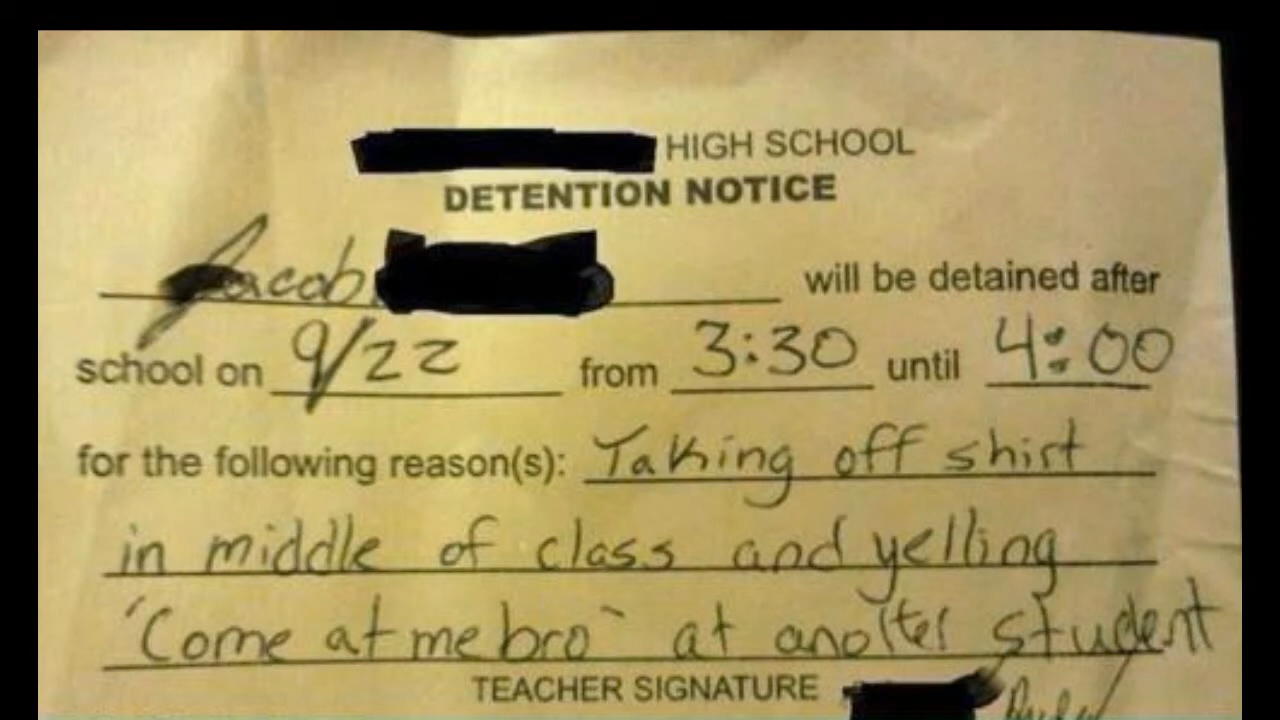 HIGH SCHOOL
DETENTION NOTICE
Jacob will be detained after
school on 9/22 from 3:30 until 4:00
for the following reason(s): Taking off shirt
in middle of class and yelling
"Come at me bro" at another student
TEACHER SIGNATURE